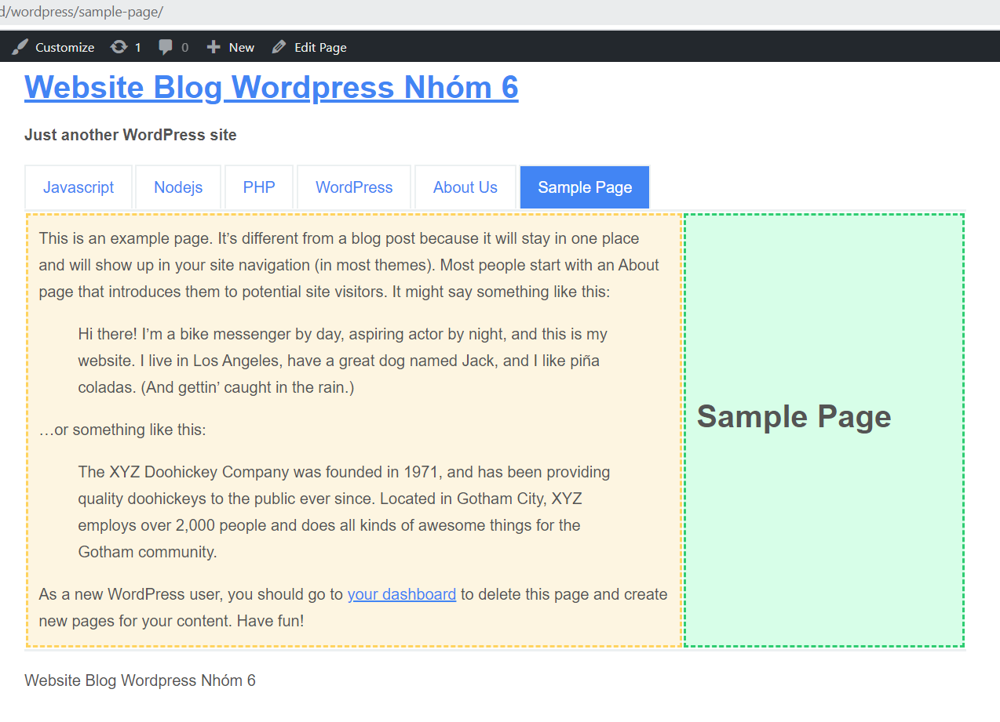 d/wordpress/sample-page/
Customize 1 0 New Edit Page
Website Blog Wordpress Nhóm 6
Just another WordPress site
Javascript Nodejs PHP WordPress About Us Sample Page
This is an example page. It’s different from a blog post because it will stay in one place
and will show up in your site navigation (in most themes). Most people start with an About
page that introduces them to potential site visitors. It might say something like this:
Hi there! I’m a bike messenger by day, aspiring actor by night, and this is my
website. I live in Los Angeles, have a great dog named Jack, and I like piña
coladas. (And gettin’ caught in the rain.)
…or something like this:
The XYZ Doohickey Company was founded in 1971, and has been providing
quality doohickeys to the public ever since. Located in Gotham City, XYZ
employs over 2,000 people and does all kinds of awesome things for the
Gotham community.
As a new WordPress user, you should go to your dashboard to delete this page and create
new pages for your content. Have fun!
Sample Page
Website Blog Wordpress Nhóm 6